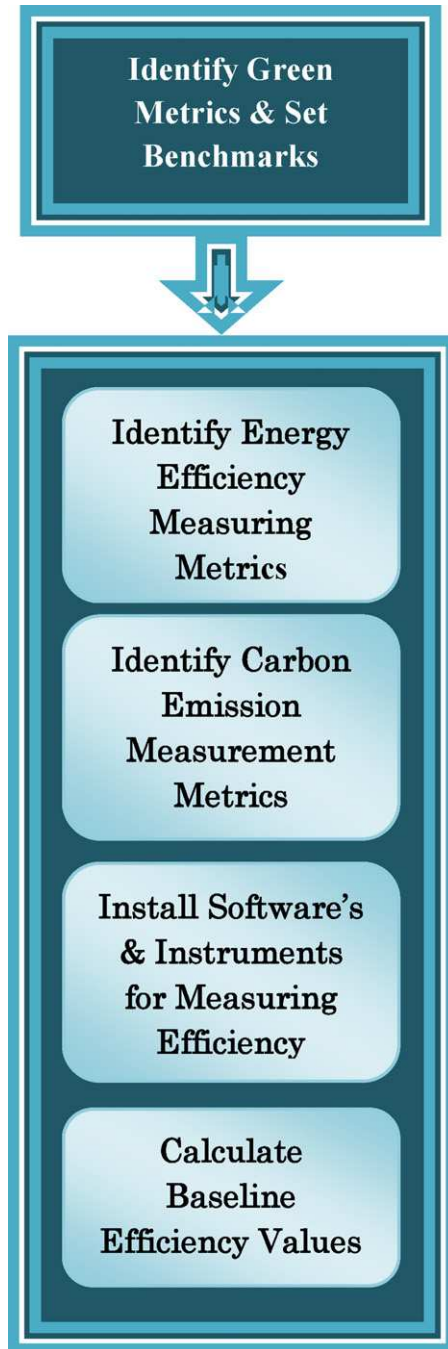 Identify Green
Metrics & Set
Benchmarks
Identify Energy
Efficiency
Measuring
Metrics
Identify Carbon
Emission
Measurement
Metrics
Install Software's
& Instruments
for Measuring
Efficiency
Calculate
Baseline
Efficiency Values